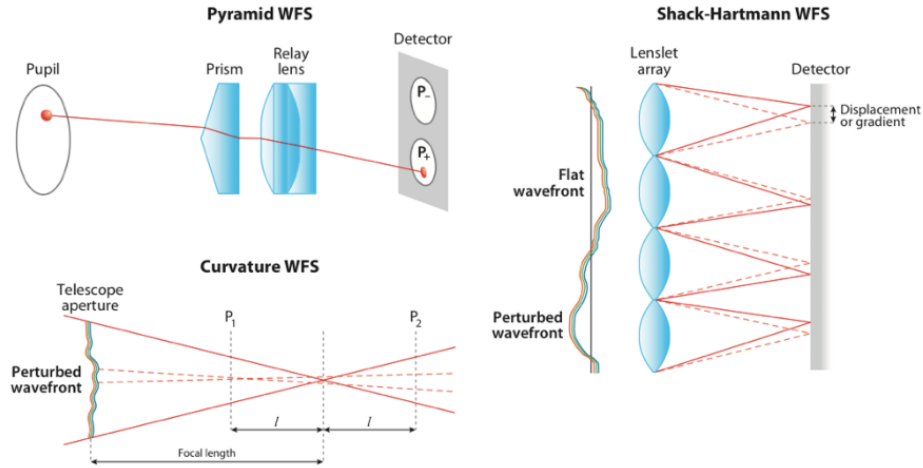 Pyramid WFS
Pupil
Prism
Relay
lens
Detector
P−
P+
Curvature WFS
Telescope
aperture
P1
P2
Perturbed
wavefront
l
l
Focal length
Shack-Hartmann WFS
Lenslet
array
Detector
Displacement
or gradient
Flat
wavefront
Perturbed
wavefront